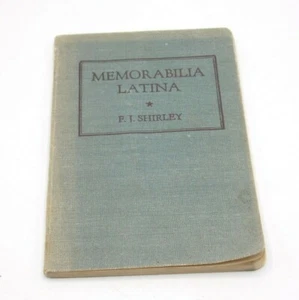 MEMORABILIA
LATINA
★
P. J. SHIRLEY